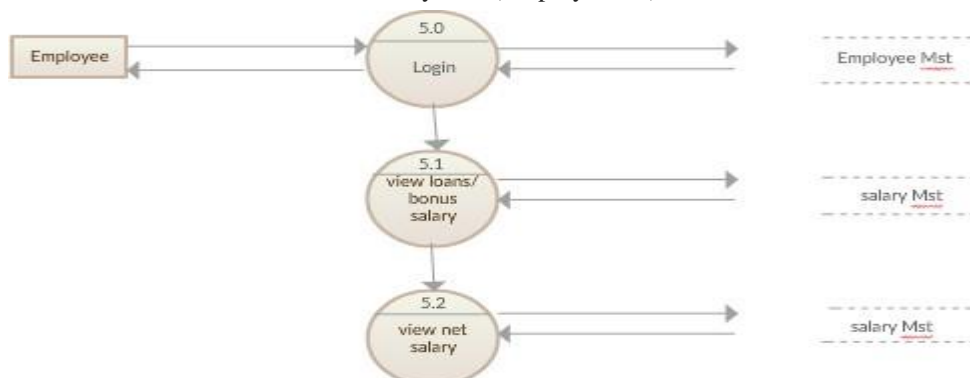 5.0
Employee
Login
Employee Mst
5.1
view loans/
bonus
salary
salary Mst
5.2
view net
salary
salary Mst